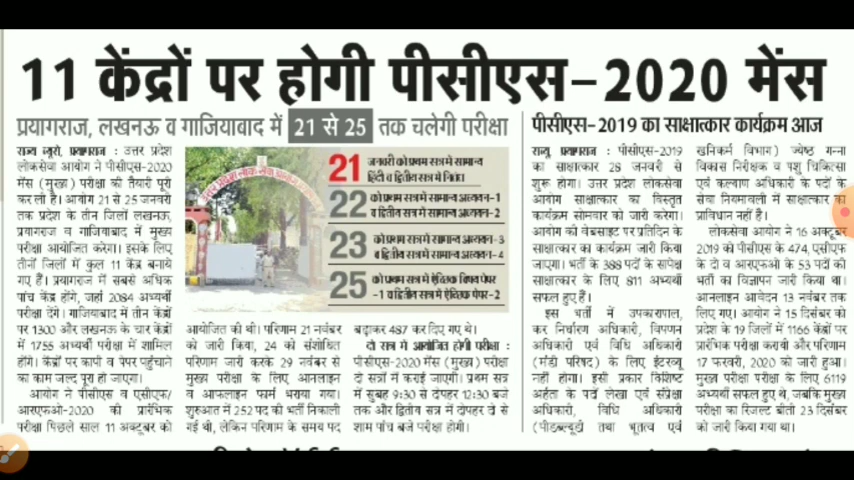 11 केंद्रों पर होगी पीसीएस-2020 मेंस
प्रयागराज, लखनऊ व गाजियाबाद में 21 से 25 तक चलेगी परीक्षा
राज्य ब्यूरो, प्रयागराज : उत्तर प्रदेश
लोकसेवा आयोग ने पीसीएस-2020
मेंस (मुख्य) परीक्षा की तैयारी पूरी
कर ली है। आयोग 21 से 25 जनवरी
तक प्रदेश के तीन जिलों लखनऊ,
प्रयागराज व गाजियाबाद में मुख्य
परीक्षा आयोजित करेगा। इसके लिए
तीनों जिलों में कुल 11 केंद्र बनाये
गए हैं। प्रयागराज में सबसे अधिक
पांच केंद्र होंगे, जहां 2084 अभ्यर्थी
परीक्षा देंगे। गाजियाबाद में तीन केंद्रों
पर 1300 और लखनऊ के चार केंद्रों
में 1755 अभ्यर्थी परीक्षा में शामिल
होंगे। केंद्रों पर कापी व पेपर पहुंचाने
का काम जल्द पूरा हो जाएगा।
आयोग ने पीसीएस व एसीएफ/
आरएफओ-2020 की प्रारंभिक
परीक्षा पिछले साल 11 अक्टूबर को
21 जनवरी को प्रथम सत्र में सामान्य
हिंदी व द्वितीय सत्र में निबंध
22 को प्रथम सत्र में सामान्य अध्ययन-1
व द्वितीय सत्र में सामान्य अध्ययन-2
23 को प्रथम सत्र में सामान्य अध्ययन-3
व द्वितीय सत्र में सामान्य अध्ययन-4
25 को प्रथम सत्र में ऐच्छिक विषय पेपर
-1 व द्वितीय सत्र में ऐच्छिक पेपर-2
आयोजित की थी। परिणाम 21 नवंबर
को जारी किया, 24 को संशोधित
परिणाम जारी करके 29 नवंबर से
मुख्य परीक्षा के लिए आनलाइन
व आफलाइन फार्म भराया गया।
शुरुआत में 252 पद की भर्ती निकाली
गई थी, लेकिन परिणाम के समय पद
बढ़ाकर 487 कर दिए गए थे।
दो सत्र में आयोजित होगी परीक्षा :
पीसीएस-2020 मेंस (मुख्य) परीक्षा
दो सत्रों में कराई जाएगी। प्रथम सत्र
में सुबह 9:30 से दोपहर 12:30 बजे
तक और द्वितीय सत्र में दोपहर दो से
शाम पांच बजे परीक्षा होगी।
पीसीएस-2019 का साक्षात्कार कार्यक्रम आज
राब्यू, प्रयागराज : पीसीएस-2019
का साक्षात्कार 28 जनवरी से
शुरू होगा। उत्तर प्रदेश लोकसेवा
आयोग साक्षात्कार का विस्तृत
कार्यक्रम सोमवार को जारी करेगा।
आयोग की वेबसाइट पर प्रतिदिन के
साक्षात्कार का कार्यक्रम जारी किया
जाएगा। भर्ती के 388 पदों के सापेक्ष
साक्षात्कार के लिए 811 अभ्यर्थी
सफल हुए हैं।
इस भर्ती में उपकारापाल,
कर निर्धारण अधिकारी, विपणन
अधिकारी एवं विधि अधिकारी
(मंडी परिषद) के लिए इंटरव्यू
नहीं होगा। इसी प्रकार विशिष्ट
अर्हता के पदों लेखा एवं संप्रेक्षा
अधिकारी, विधि अधिकारी
(पीडब्ल्यूडी तथा भूतत्व एवं
खनिकर्म विभाग) ज्येष्ठ गन्ना
विकास निरीक्षक व पशु चिकित्सा
एवं कल्याण अधिकारी के पदों के
सेवा नियमावली में साक्षात्कार का
प्राविधान नहीं है।
लोकसेवा आयोग ने 16 अक्टूबर
2019 को पीसीएस के 474, एसीएफ
के दो व आरएफओ के 53 पदों की
भर्ती का विज्ञापन जारी किया था।
आनलाइन आवेदन 13 नवंबर तक
लिए गए। आयोग ने 15 दिसंबर को
प्रदेश के 19 जिलों में 1166 केंद्रों पर
प्रारंभिक परीक्षा करायी और परिणाम
17 फरवरी, 2020 को जारी हुआ।
मुख्य परीक्षा परीक्षा के लिए 6119
अभ्यर्थी सफल हुए थे, जबकि मुख्य
परीक्षा का रिजल्ट बीती 23 दिसंबर
को जारी किया गया था।